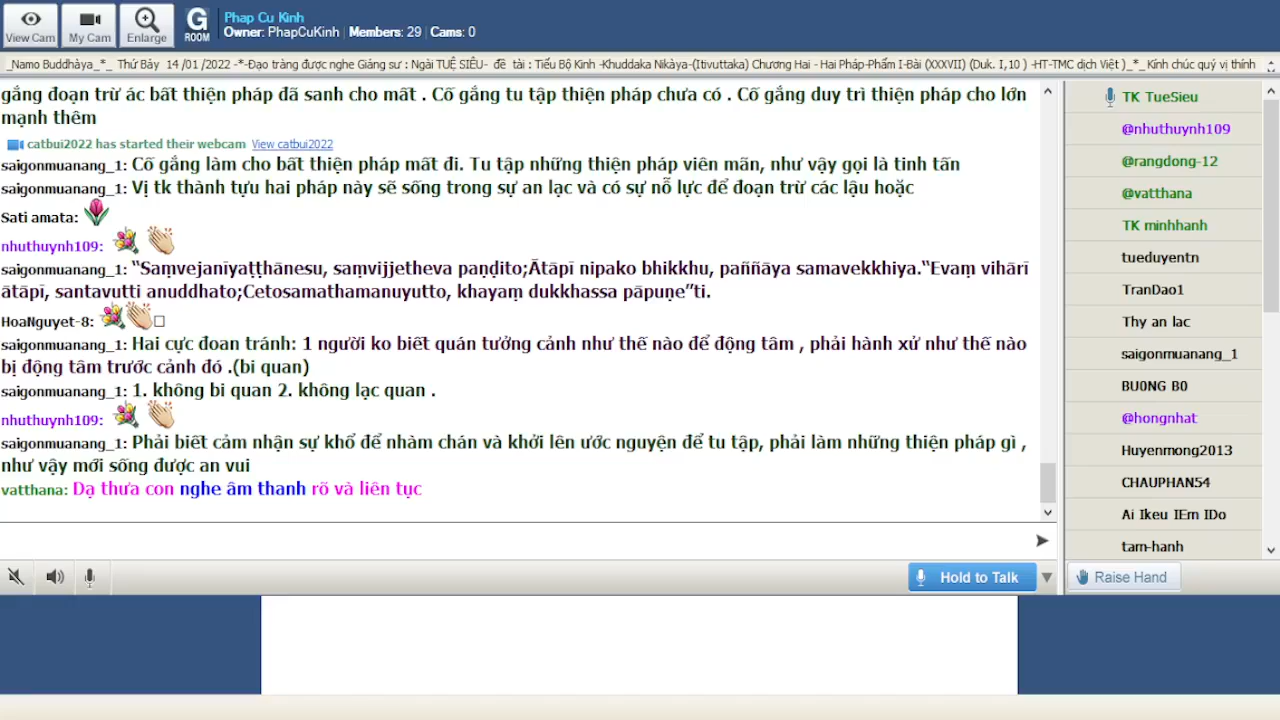 View Cam
My Cam
Enlarge
G
ROOM
Phap Cu Kinh
Owner: PhapCuKinh | Members: 29 | Cams: 0
_Namo Buddhàya_*_ Thứ Bảy 14 /01 /2022 -*-Đạo tràng được nghe Giảng sư : Ngài TUỆ SIÊU- đề tài : Tiểu Bộ Kinh -Khuddaka Nikàya-(Itivuttaka) Chương Hai - Hai Pháp-Phẩm I-Bài (XXXVII) (Duk. I,10 ) -HT-TMC dịch Việt )_*_Kính chúc quý vị thính
gắng đoạn trừ ác bất thiện pháp đã sanh cho mất . Cố gắng tu tập thiện pháp chưa có . Cố gắng duy trì thiện pháp cho lớn
mạnh thêm
catbui2022 has started their webcam View catbui2022
saigonmuanang_1: Cố gắng làm cho bất thiện pháp mất đi. Tu tập những thiện pháp viên mãn, như vậy gọi là tinh tấn
saigonmuanang_1: Vị tk thành tựu hai pháp này sẽ sống trong sự an lạc và có sự nỗ lực để đoạn trừ các lậu hoặc
Sati amata:
nhuthuynh109:
saigonmuanang_1: “Saṃvejanīyaṭṭhānesu, saṃvijjetheva paṇḍito;Ātāpī nipako bhikkhu, paññāya samavekkhiya.“Evaṃ vihārī
ātāpī, santavutti anuddhato;Cetosamathamanuyutto, khayaṃ dukkhassa pāpuṇe”ti.
HoaNguyet-8:
saigonmuanang_1: Hai cực đoan tránh: 1 người ko biết quán tưởng cảnh như thế nào để động tâm , phải hành xử như thế nào
bị động tâm trước cảnh đó .(bi quan)
saigonmuanang_1: 1. không bi quan 2. không lạc quan .
nhuthuynh109:
saigonmuanang_1: Phải biết cảm nhận sự khổ để nhàm chán và khởi lên ước nguyện để tu tập, phải làm những thiện pháp gì ,
như vậy mới sống được an vui
vatthana: Dạ thưa con nghe âm thanh rõ và liên tục
Hold to Talk
TK TueSieu
@nhuthuynh109
@rangdong-12
@vatthana
TK minhhanh
tueduyentn
TranDao1
Thy an lac
saigonmuanang_1
BU0NG B0
@hongnhat
Huyenmong2013
CHAUPHAN54
Ai Ikeu IEm IDo
tam-hanh
Raise Hand